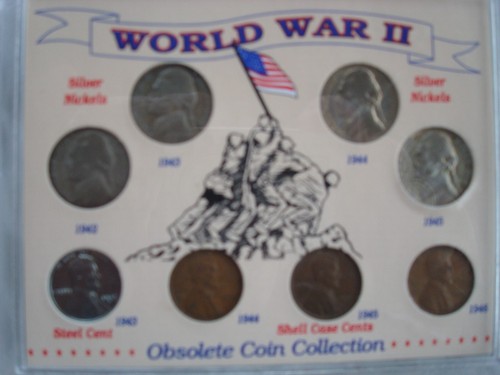 WORLD WAR II
Silver
Nickels
Silver
Nickels
1943
1944
1942
1945
1943
1944
1945
1946
Steel Cent
Shell Case Cents
Obsolete Coin Collection